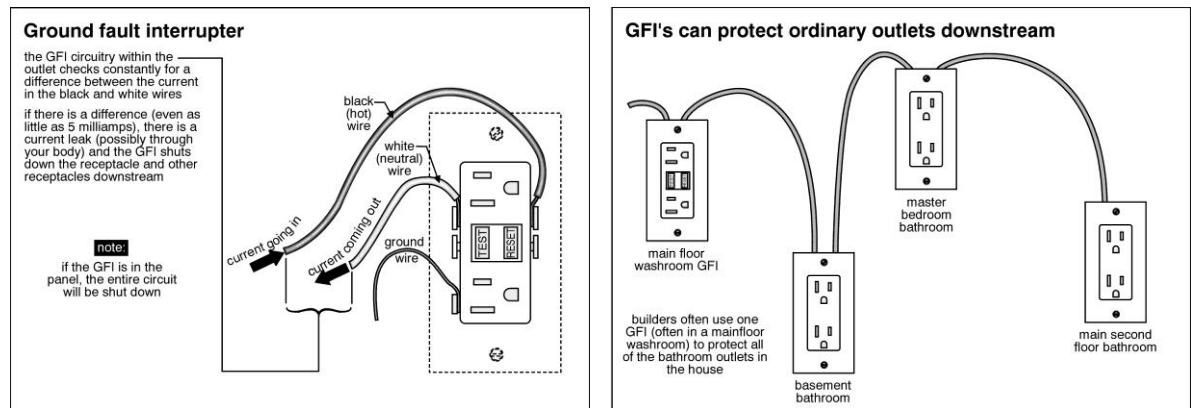 Ground fault interrupter
the GFI circuitry within the
outlet checks constantly for a
difference between the current
in the black and white wires
if there is a difference (even as
little as 5 milliamps), there is a
current leak (possibly through
your body) and the GFI shuts
down the receptacle and other
receptacles downstream
note:
if the GFI is in the
panel, the entire circuit
will be shut down
black
(hot)
wire
white
(neutral)
wire
current going in
current coming out
ground
wire
TEST
RESET
GFI's can protect ordinary outlets downstream
main floor
washroom GFI
builders often use one
GFI (often in a mainfloor
washroom) to protect all
of the bathroom outlets in
the house
basement
bathroom
master
bedroom
bathroom
main second
floor bathroom